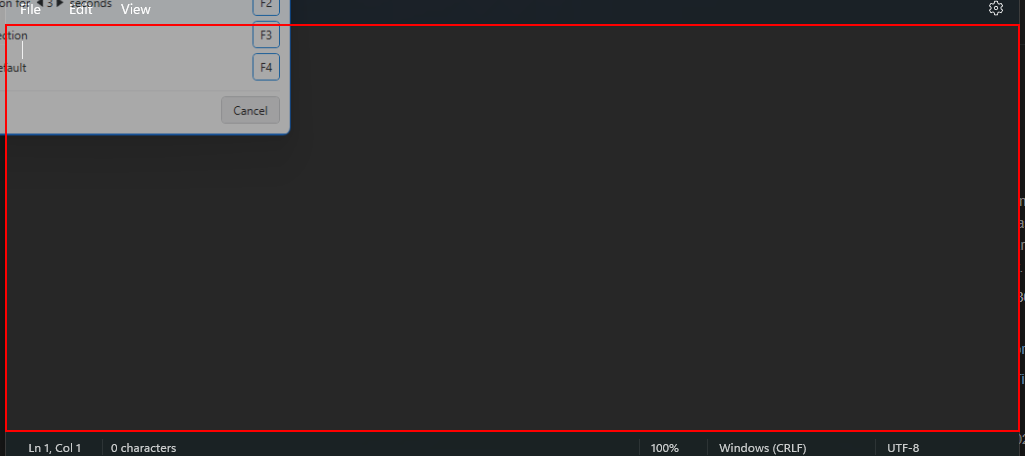 on for 3 seconds F2
File Edit View
ection F3
efault F4
Cancel
Ln 1, Col 1 0 characters 100% Windows (CRLF) UTF-8